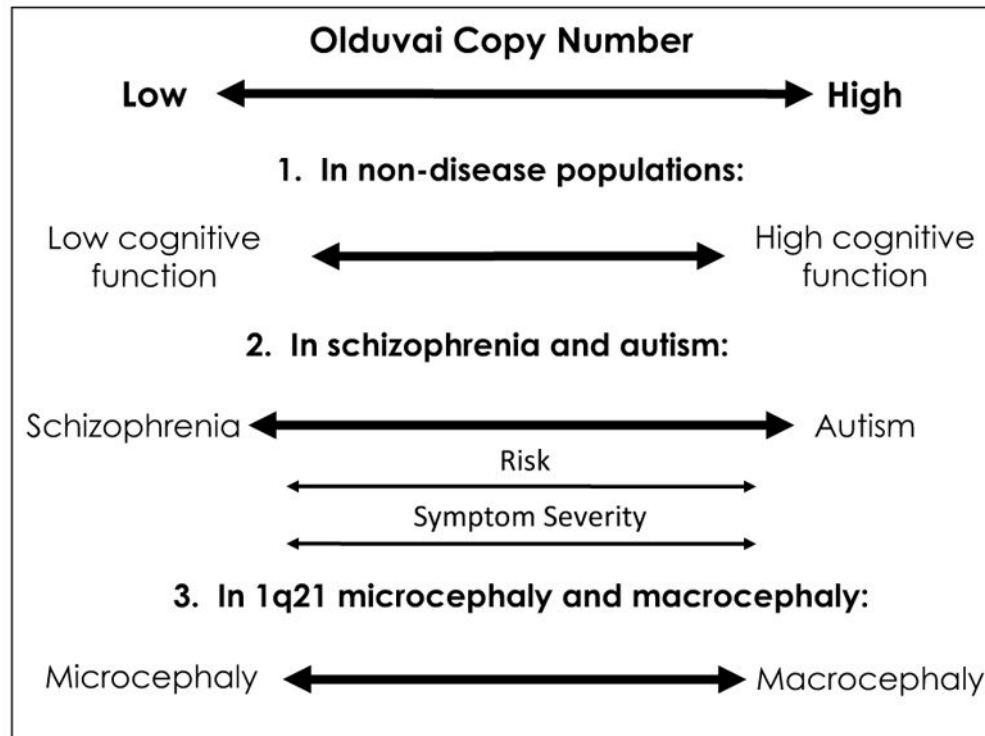 Olduvai Copy Number
Low High
1. In non-disease populations:
Low cognitive function
High cognitive function
2. In schizophrenia and autism:
Schizophrenia Autism
Risk
Symptom Severity
3. In 1q21 microcephaly and macrocephaly:
Microcephaly Macrocephaly